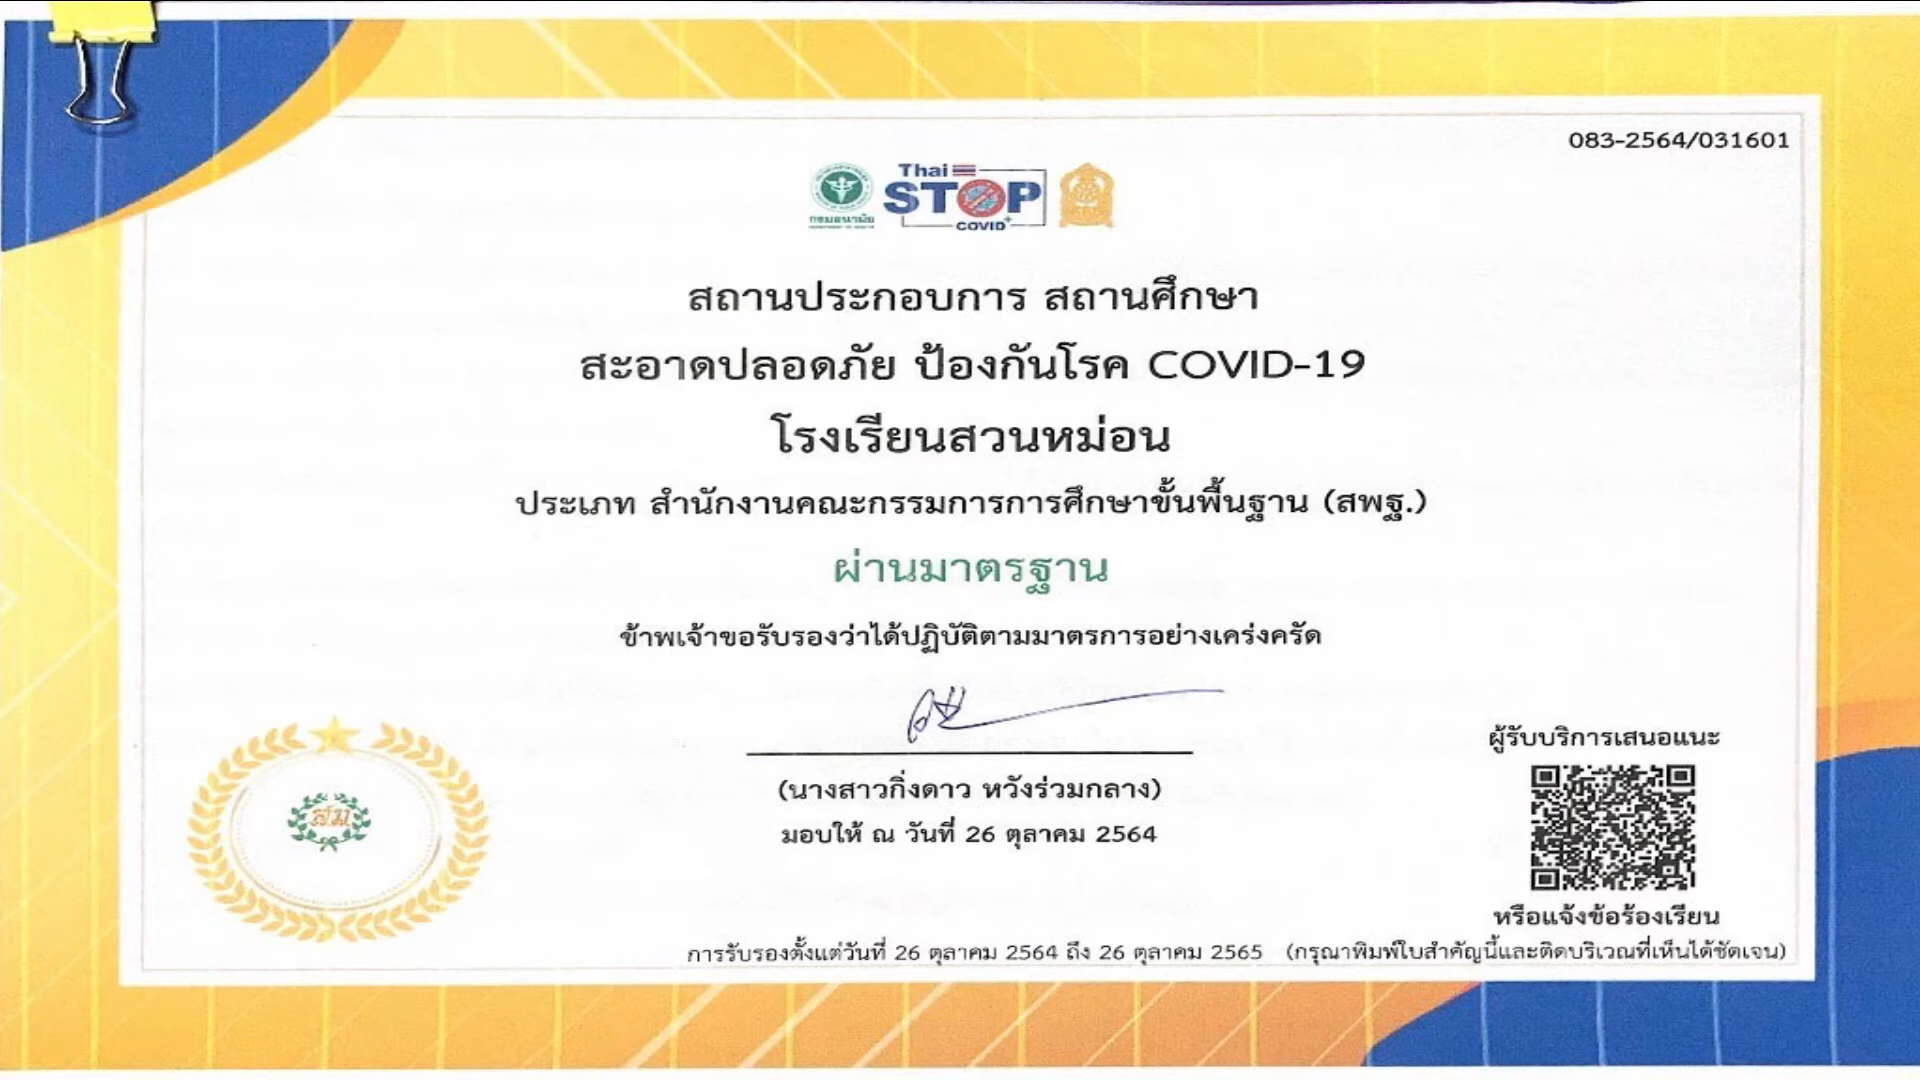 083-2564/031601
กรมอนามัย
Thai
STOP
COVID+
สถานประกอบการ สถานศึกษา
สะอาดปลอดภัย ป้องกันโรค COVID-19
โรงเรียนสวนหม่อน
ประเภท สำนักงานคณะกรรมการการศึกษาขั้นพื้นฐาน (สพฐ.)
ผ่านมาตรฐาน
ข้าพเจ้าขอรับรองว่าได้ปฏิบัติตามมาตรการอย่างเคร่งครัด
(นางสาวกิ่งดาว หวังร่วมกลาง)
มอบให้ ณ วันที่ 26 ตุลาคม 2564
สม
ผู้รับบริการเสนอแนะ
หรือแจ้งข้อร้องเรียน
การรับรองตั้งแต่วันที่ 26 ตุลาคม 2564 ถึง 26 ตุลาคม 2565 (กรุณาพิมพ์ใบสำคัญนี้และติดบริเวณที่เห็นได้ชัดเจน)